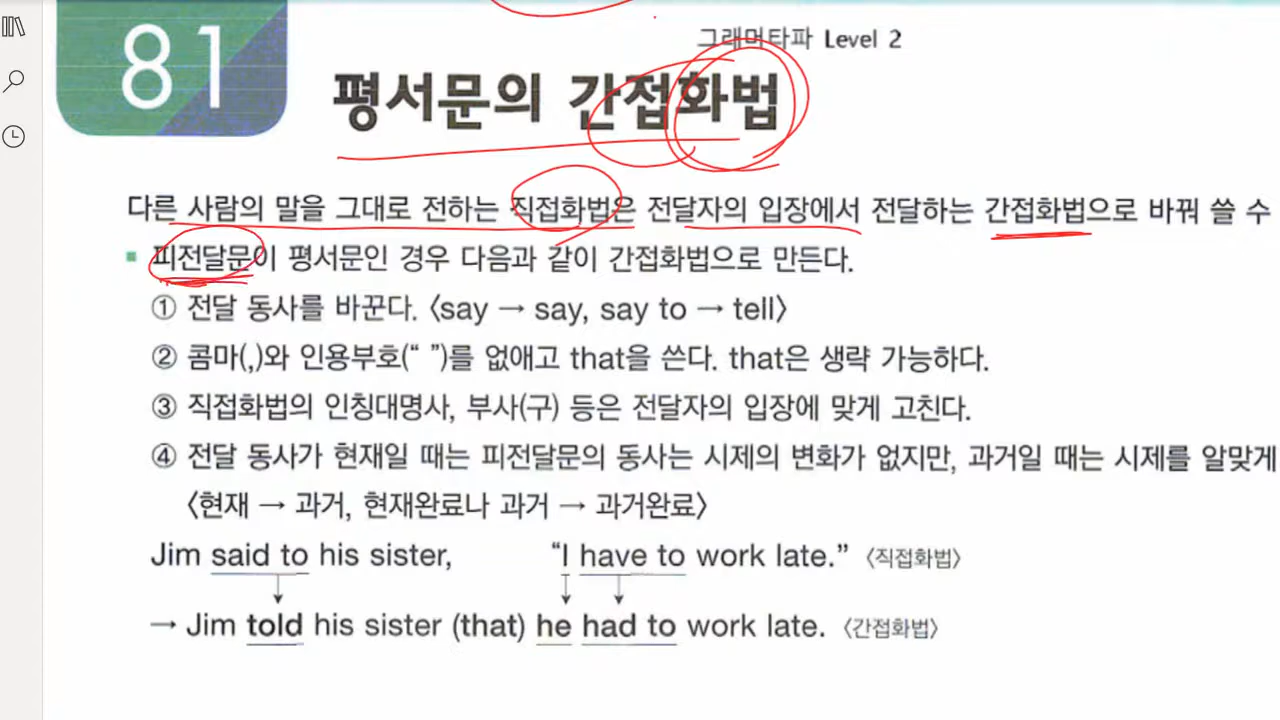 81
그래머타파 Level 2
평서문의 간접화법
다른 사람의 말을 그대로 전하는 직접화법은 전달자의 입장에서 전달하는 간접화법으로 바꿔 쓸 수
■ 피전달문이 평서문인 경우 다음과 같이 간접화법으로 만든다.
① 전달 동사를 바꾼다. 〈say → say, say to → tell〉
② 콤마(,)와 인용부호(“ ”)를 없애고 that을 쓴다. that은 생략 가능하다.
③ 직접화법의 인칭대명사, 부사(구) 등은 전달자의 입장에 맞게 고친다.
④ 전달 동사가 현재일 때는 피전달문의 동사는 시제의 변화가 없지만, 과거일 때는 시제를 알맞게
〈현재 → 과거, 현재완료나 과거 → 과거완료〉
Jim said to his sister, “I have to work late.” 〈직접화법〉
→ Jim told his sister (that) he had to work late. 〈간접화법〉